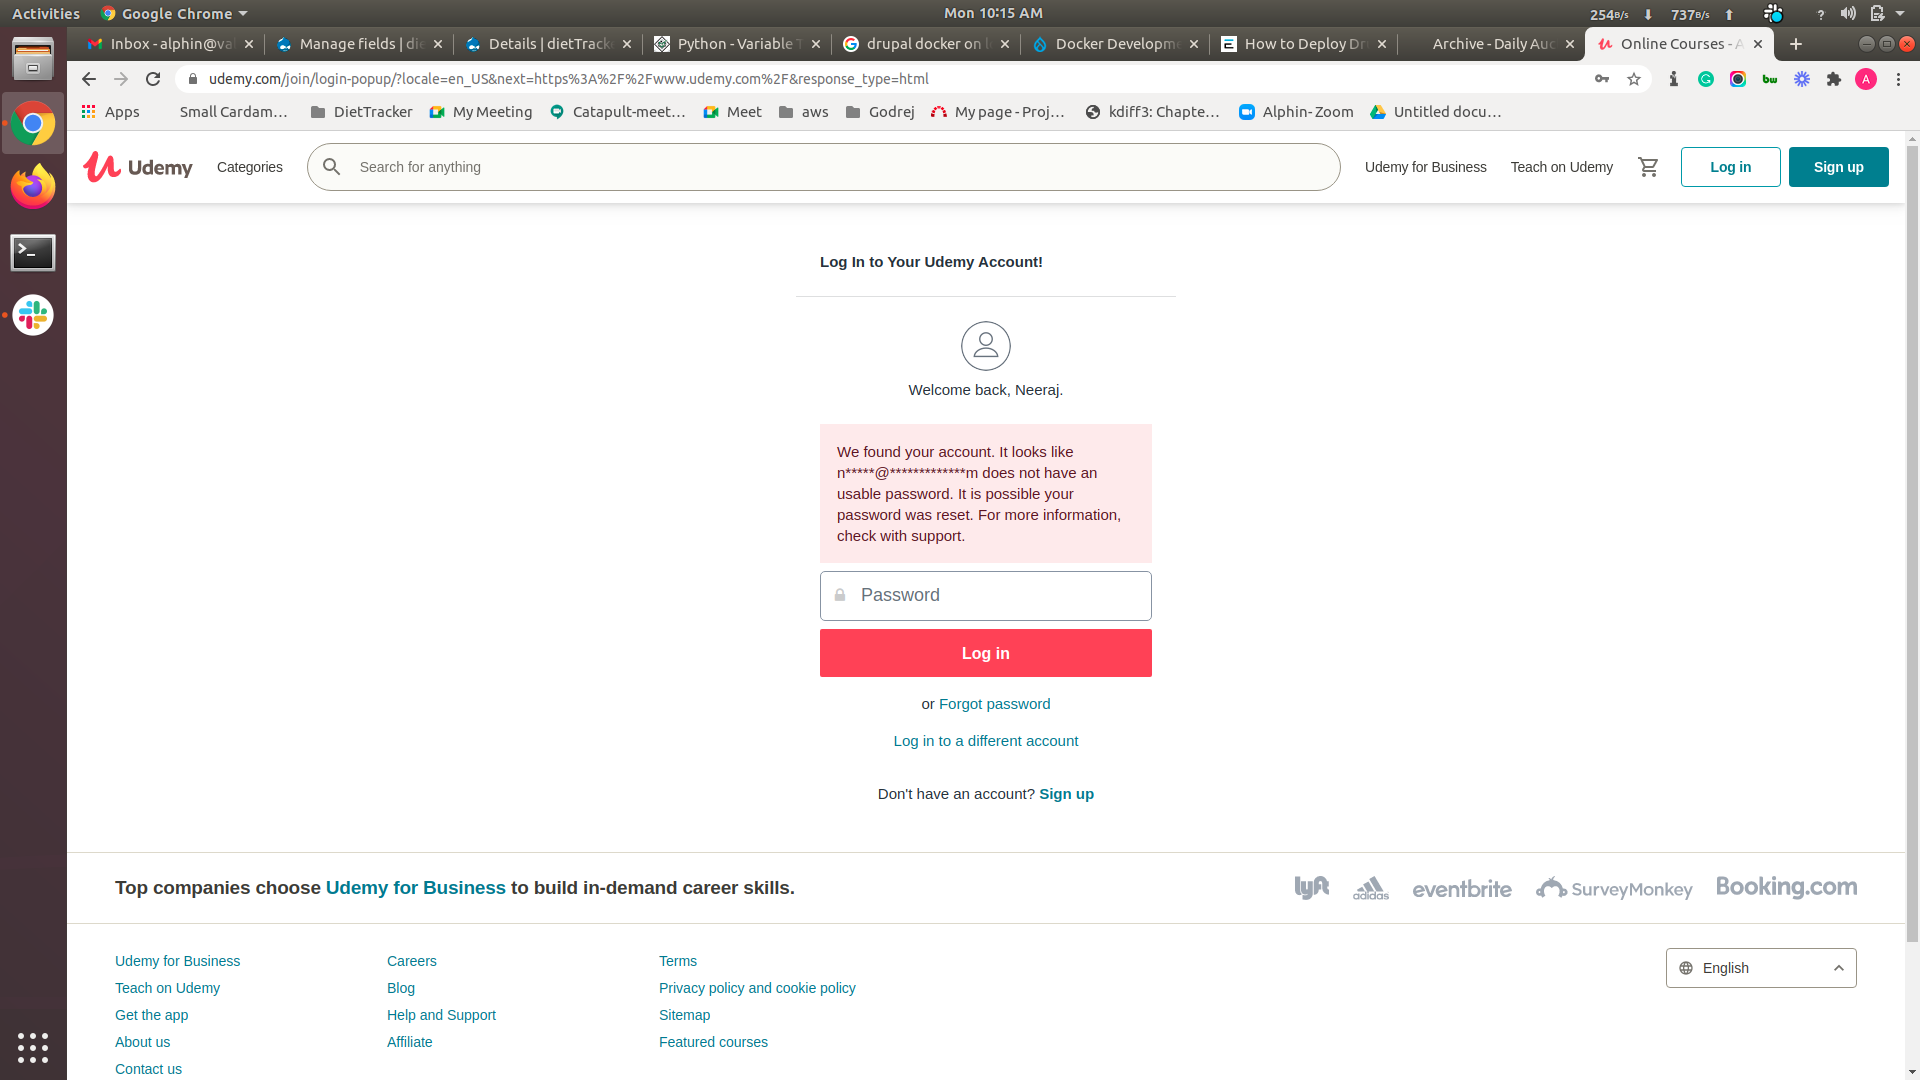 Activities
Google Chrome
Mon 10:15 AM
254B/s
737B/s
Inbox - alphin@va
Manage fields | di
Details | dietTrack
Python - Variable
drupal docker on
Docker Developm
How to Deploy Dr
Archive - Daily Au
Online Courses - A
udemy.com/join/login-popup/?locale=en_US&next=https%3A%2F%2Fwww.udemy.com%2F&response_type=html
Apps
Small Cardam...
DietTracker
My Meeting
Catapult-meet...
Meet
aws
Godrej
My page - Proj...
kdiff3: Chapte...
Alphin- Zoom
Untitled docu...
Udemy
Categories
Search for anything
Udemy for Business
Teach on Udemy
Log in
Sign up
Log In to Your Udemy Account!
Welcome back, Neeraj.
We found your account. It looks like
n*****@*************m does not have an
usable password. It is possible your
password was reset. For more information,
check with support.
Password
Log in
or Forgot password
Log in to a different account
Don't have an account? Sign up
Top companies choose Udemy for Business to build in-demand career skills.
lyft
adidas
eventbrite
SurveyMonkey
Booking.com
Udemy for Business
Teach on Udemy
Get the app
About us
Contact us
Careers
Blog
Help and Support
Affiliate
Terms
Privacy policy and cookie policy
Sitemap
Featured courses
English